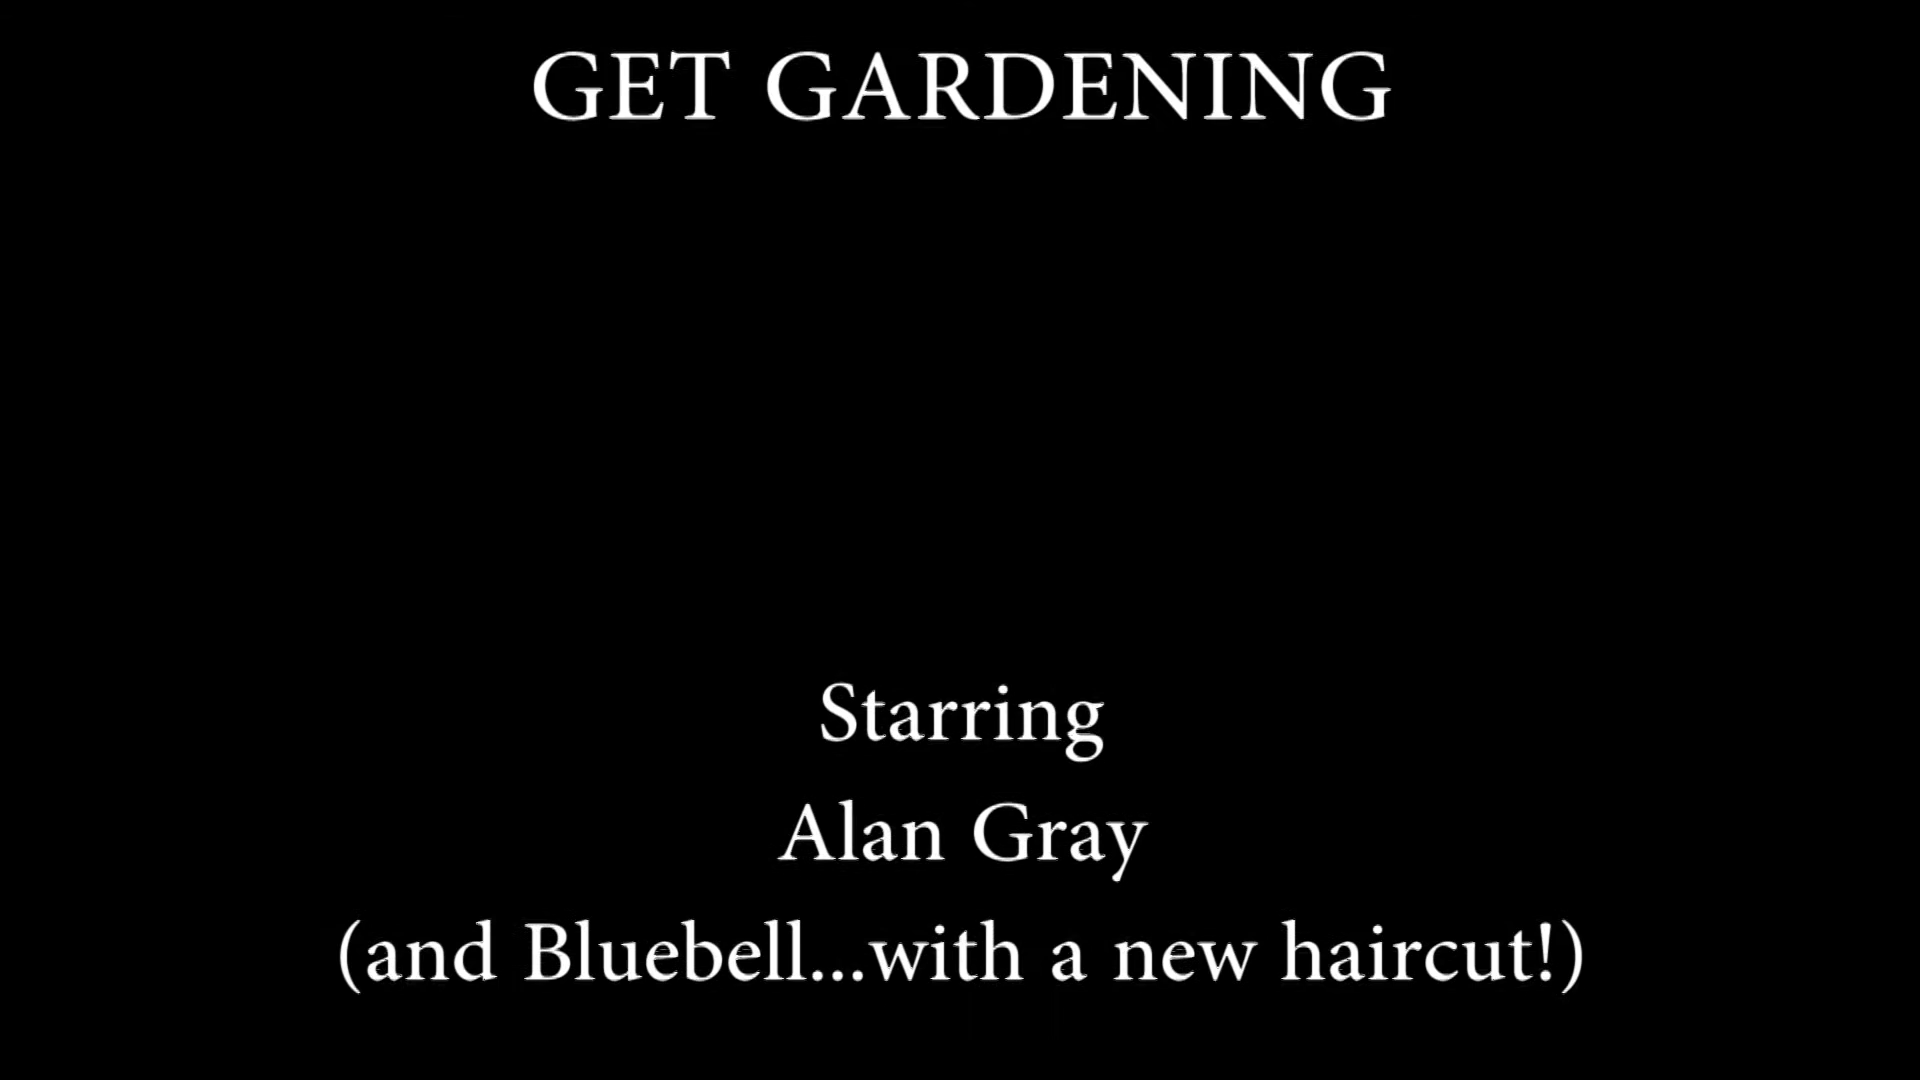 GET GARDENING
Starring
Alan Gray
(and Bluebell...with a new haircut!)